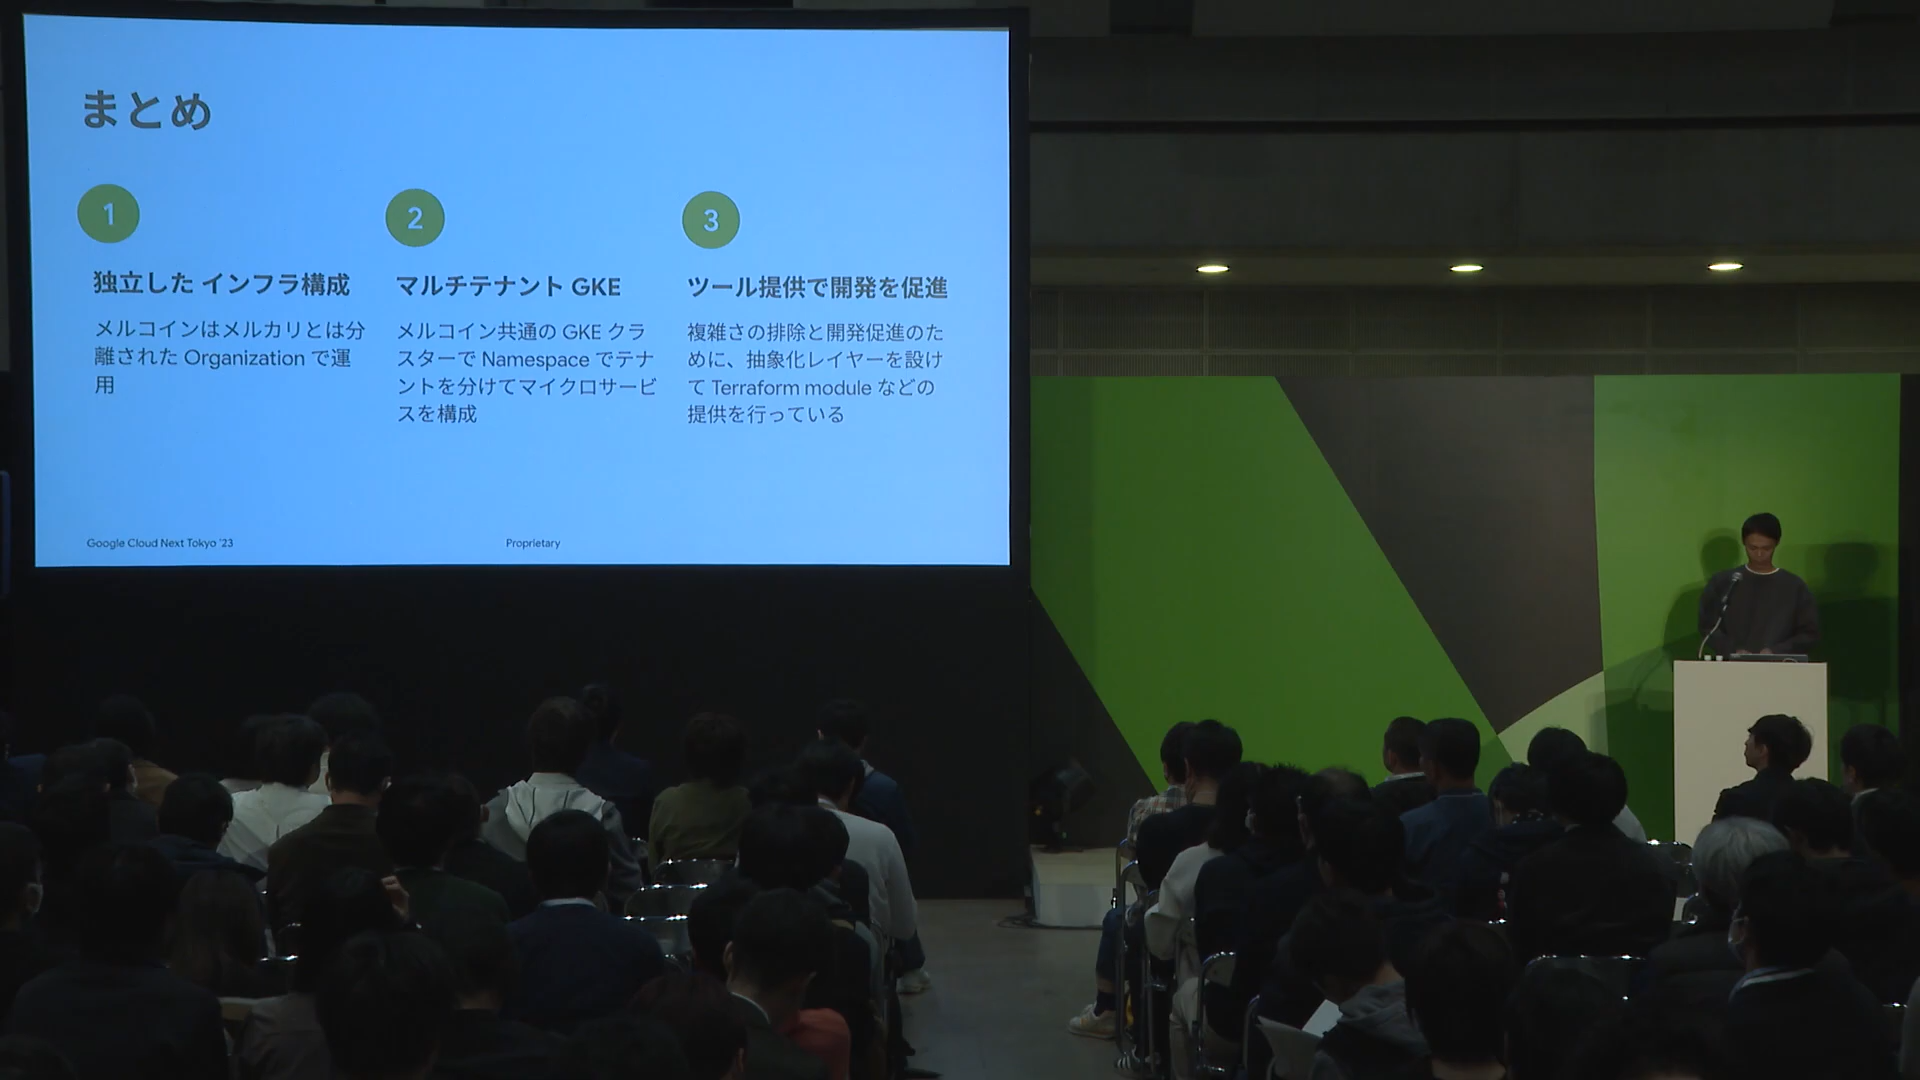 まとめ
1
独立した インフラ構成
メルコインはメルカリとは分
離された Organization で運
用
2
マルチテナント GKE
メルコイン共通の GKE クラ
スターで Namespace でテナ
ントを分けてマイクロサービ
スを構成
3
ツール提供で開発を促進
複雑さの排除と開発促進のた
めに、抽象化レイヤーを設け
て Terraform module などの
提供を行っている
Google Cloud Next Tokyo '23
Proprietary